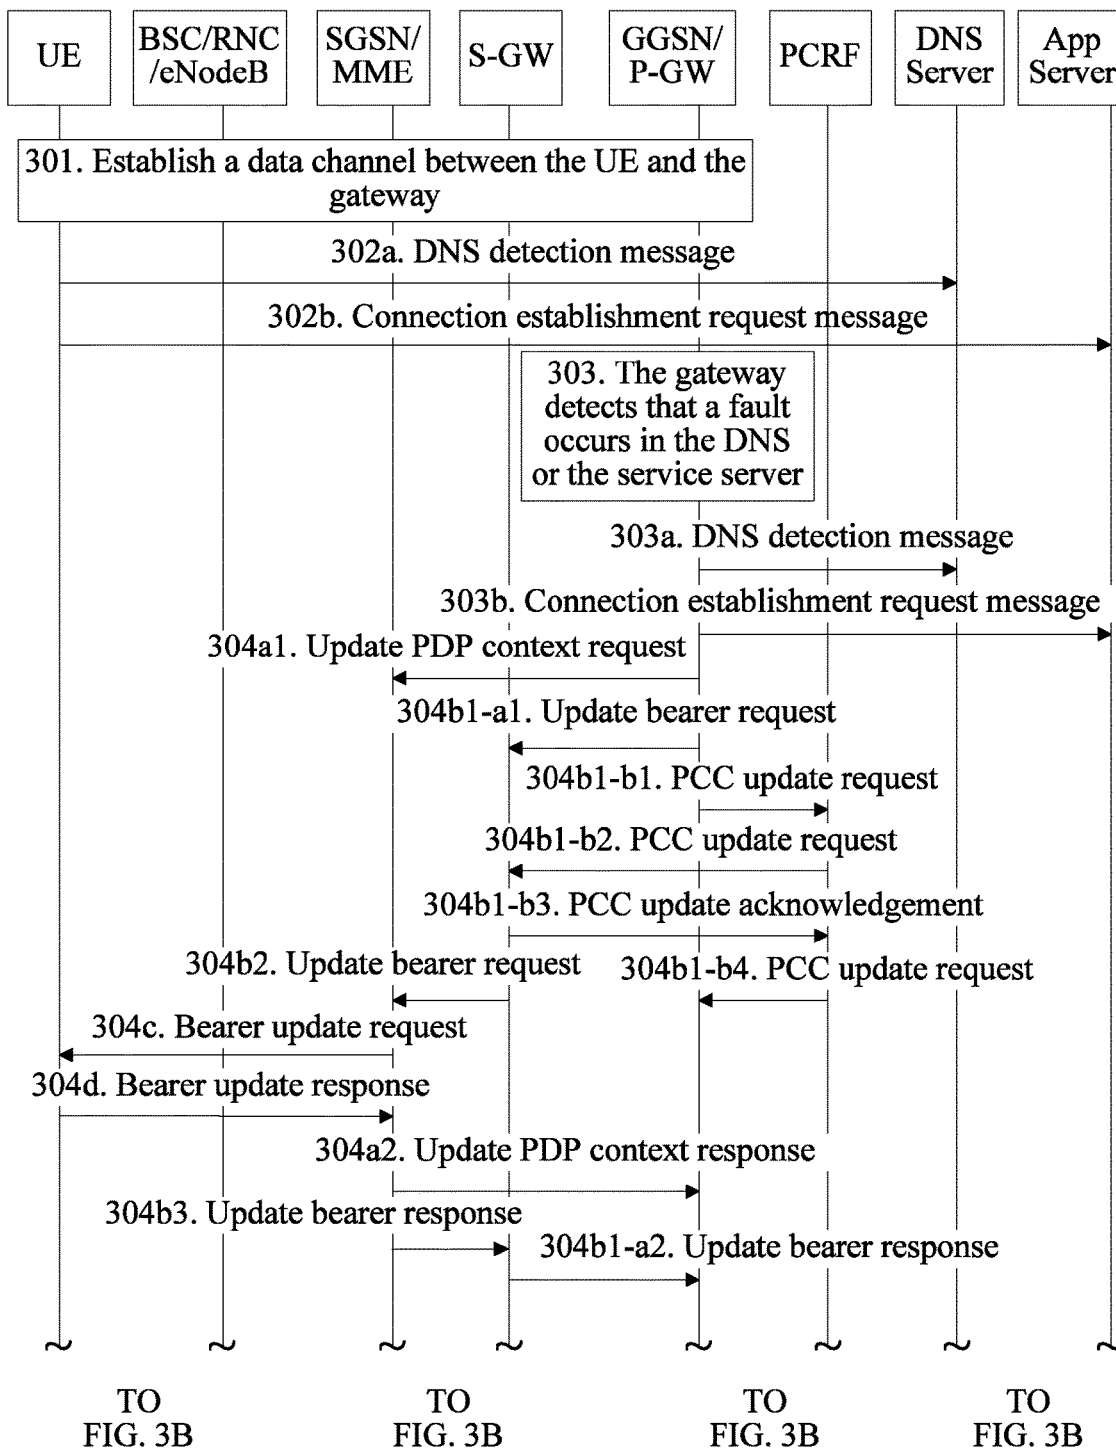 UE
BSC/RNC
/eNodeB
SGSN/
MME
S-GW
GGSN/
P-GW
PCRF
DNS
Server
App
Server
301. Establish a data channel between the UE and the
gateway
302a. DNS detection message
302b. Connection establishment request message
303. The gateway
detects that a fault
occurs in the DNS
or the service server
303a. DNS detection message
303b. Connection establishment request message
304a1. Update PDP context request
304b1-a1. Update bearer request
304b1-b1. PCC update request
304b1-b2. PCC update request
304b1-b3. PCC update acknowledgement
304b2. Update bearer request
304b1-b4. PCC update request
304c. Bearer update request
304d. Bearer update response
304a2. Update PDP context response
304b3. Update bearer response
304b1-a2. Update bearer response
TO
FIG. 3B
TO
FIG. 3B
TO
FIG. 3B
TO
FIG. 3B